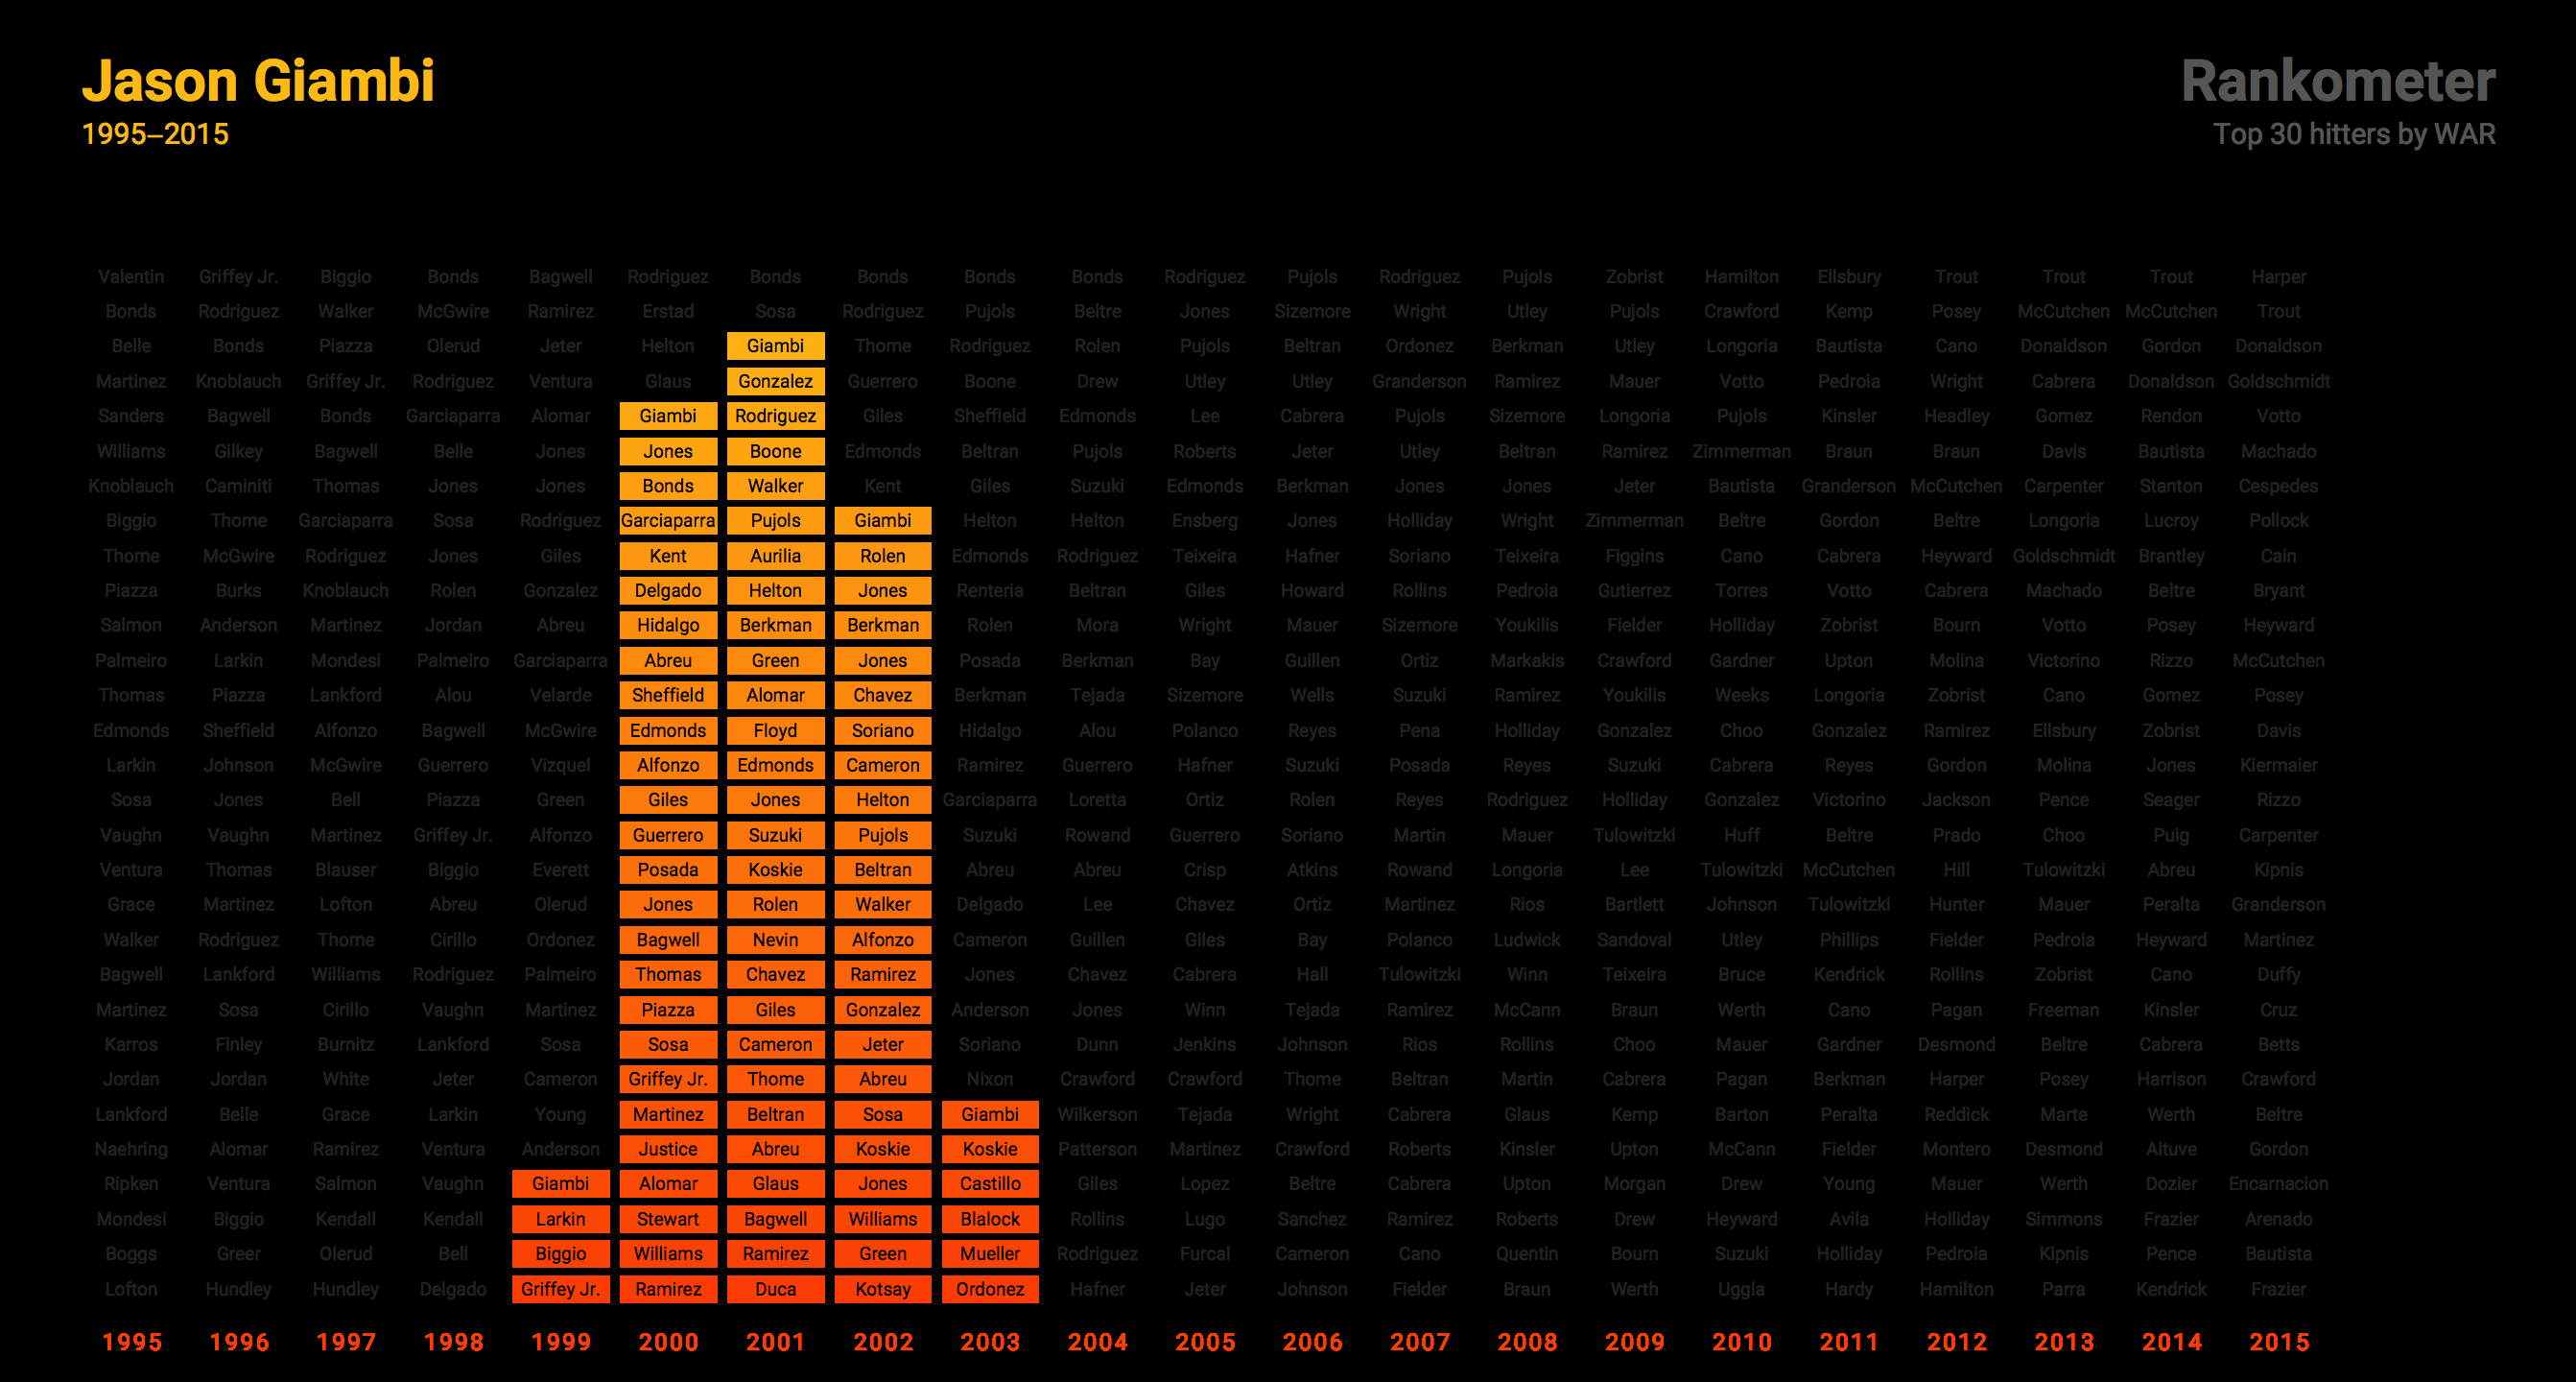 Jason Giambi
1995–2015
Rankometer
Top 30 hitters by WAR
Valentin Griffey Jr. Biggio Bonds Bagwell Rodriguez Bonds Bonds Bonds Bonds Rodriguez Pujols Rodriguez Pujols Zobrist Hamilton Ellsbury Trout Trout Trout Harper
Bonds Rodriguez Walker McGwire Ramirez Erstad Sosa Rodriguez Pujols Beltre Jones Sizemore Wright Utley Pujols Crawford Kemp Posey McCutchen McCutchen Trout
Belle Bonds Piazza Olerud Jeter Helton Giambi Thome Rodriguez Rolen Pujols Beltran Ordonez Berkman Utley Longoria Bautista Cano Donaldson Gordon Donaldson
Martinez Knoblauch Griffey Jr. Rodriguez Ventura Glaus Gonzalez Guerrero Boone Drew Utley Utley Granderson Ramirez Mauer Votto Pedroia Wright Cabrera Donaldson Goldschmidt
Sanders Bagwell Bonds Garciaparra Alomar Giambi Rodriguez Giles Sheffield Edmonds Lee Cabrera Pujols Sizemore Longoria Pujols Kinsler Headley Gomez Rendon Votto
Williams Gilkey Bagwell Belle Jones Jones Boone Edmonds Beltran Pujols Roberts Jeter Utley Beltran Ramirez Zimmerman Braun Braun Davis Bautista Machado
Knoblauch Caminiti Thomas Jones Jones Bonds Walker Kent Giles Suzuki Edmonds Berkman Jones Jones Jeter Bautista Granderson McCutchen Carpenter Stanton Cespedes
Biggio Thome Garciaparra Sosa Rodriguez Garciaparra Pujols Giambi Helton Helton Ensberg Jones Holliday Wright Zimmerman Beltre Gordon Beltre Longoria Lucroy Pollock
Thome McGwire Rodriguez Jones Giles Kent Aurilia Rolen Edmonds Rodriguez Teixeira Hafner Soriano Teixeira Figgins Cano Cabrera Heyward Goldschmidt Brantley Cain
Piazza Burks Knoblauch Rolen Gonzalez Delgado Helton Jones Renteria Beltran Giles Howard Rollins Pedroia Gutierrez Torres Votto Cabrera Machado Beltre Bryant
Salmon Anderson Martinez Jordan Abreu Hidalgo Berkman Berkman Rolen Mora Wright Mauer Sizemore Youkilis Fielder Holliday Zobrist Bourn Votto Posey Heyward
Palmeiro Larkin Mondesi Palmeiro Garciaparra Abreu Green Jones Posada Berkman Bay Guillen Ortiz Markakis Crawford Gardner Upton Molina Victorino Rizzo McCutchen
Thomas Piazza Lankford Alou Velarde Sheffield Alomar Chavez Berkman Tejada Sizemore Wells Suzuki Ramirez Youkilis Weeks Longoria Zobrist Cano Gomez Posey
Edmonds Sheffield Alfonzo Bagwell McGwire Edmonds Floyd Soriano Hidalgo Alou Polanco Reyes Pena Holliday Gonzalez Choo Gonzalez Ramirez Ellsbury Zobrist Davis
Larkin Johnson McGwire Guerrero Vizquel Alfonzo Edmonds Cameron Ramirez Guerrero Hafner Suzuki Posada Reyes Suzuki Cabrera Reyes Gordon Molina Jones Kiermaier
Sosa Jones Bell Piazza Green Giles Jones Helton Garciaparra Loretta Ortiz Rolen Reyes Rodriguez Holliday Gonzalez Victorino Jackson Pence Seager Rizzo
Vaughn Vaughn Martinez Griffey Jr. Alfonzo Guerrero Suzuki Pujols Suzuki Rowand Guerrero Soriano Martin Mauer Tulowitzki Huff Beltre Prado Choo Puig Carpenter
Ventura Thomas Blauser Biggio Everett Posada Koskie Beltran Abreu Abreu Crisp Atkins Rowand Longoria Lee Tulowitzki McCutchen Hill Tulowitzki Abreu Kipnis
Grace Martinez Lofton Abreu Olerud Jones Rolen Walker Delgado Lee Chavez Ortiz Martinez Rios Bartlett Johnson Tulowitzki Hunter Mauer Peralta Granderson
Walker Rodriguez Thome Cirillo Ordonez Bagwell Nevin Alfonzo Cameron Guillen Giles Bay Polanco Ludwick Sandoval Utley Phillips Fielder Pedroia Heyward Martinez
Bagwell Lankford Williams Rodriguez Palmeiro Thomas Chavez Ramirez Jones Chavez Cabrera Hall Tulowitzki Winn Teixeira Bruce Kendrick Rollins Zobrist Cano Duffy
Martinez Sosa Cirillo Vaughn Martinez Piazza Giles Gonzalez Anderson Jones Winn Tejada Ramirez McCann Braun Werth Cano Pagan Freeman Kinsler Cruz
Karros Finley Burnitz Lankford Sosa Sosa Cameron Jeter Soriano Dunn Jenkins Johnson Rios Rollins Choo Mauer Gardner Desmond Beltre Cabrera Betts
Jordan Jordan White Jeter Cameron Griffey Jr. Thome Abreu Nixon Crawford Crawford Thome Beltran Martin Cabrera Pagan Berkman Harper Posey Harrison Crawford
Lankford Belle Grace Larkin Young Martinez Beltran Sosa Giambi Wilkerson Tejada Wright Cabrera Glaus Kemp Barton Peralta Reddick Marte Werth Beltre
Naehring Alomar Ramirez Ventura Anderson Justice Abreu Koskie Koskie Patterson Martinez Crawford Roberts Kinsler Upton McCann Fielder Montero Desmond Altuve Gordon
Ripken Ventura Salmon Vaughn Giambi Alomar Glaus Jones Castillo Giles Lopez Beltre Cabrera Upton Morgan Drew Young Mauer Werth Dozier Encarnacion
Mondesi Biggio Kendall Kendall Larkin Stewart Bagwell Williams Blalock Rollins Lugo Sanchez Ramirez Roberts Drew Heyward Avila Holliday Simmons Frazier Arenado
Boggs Greer Olerud Bell Biggio Williams Ramirez Green Mueller Rodriguez Furcal Cameron Cano Quentin Bourn Suzuki Holliday Pedroia Kipnis Pence Bautista
Lofton Hundley Hundley Delgado Griffey Jr. Ramirez Duca Kotsay Ordonez Hafner Jeter Johnson Fielder Braun Werth Uggla Hardy Hamilton Parra Kendrick Frazier
1995 1996 1997 1998 1999 2000 2001 2002 2003 2004 2005 2006 2007 2008 2009 2010 2011 2012 2013 2014 2015